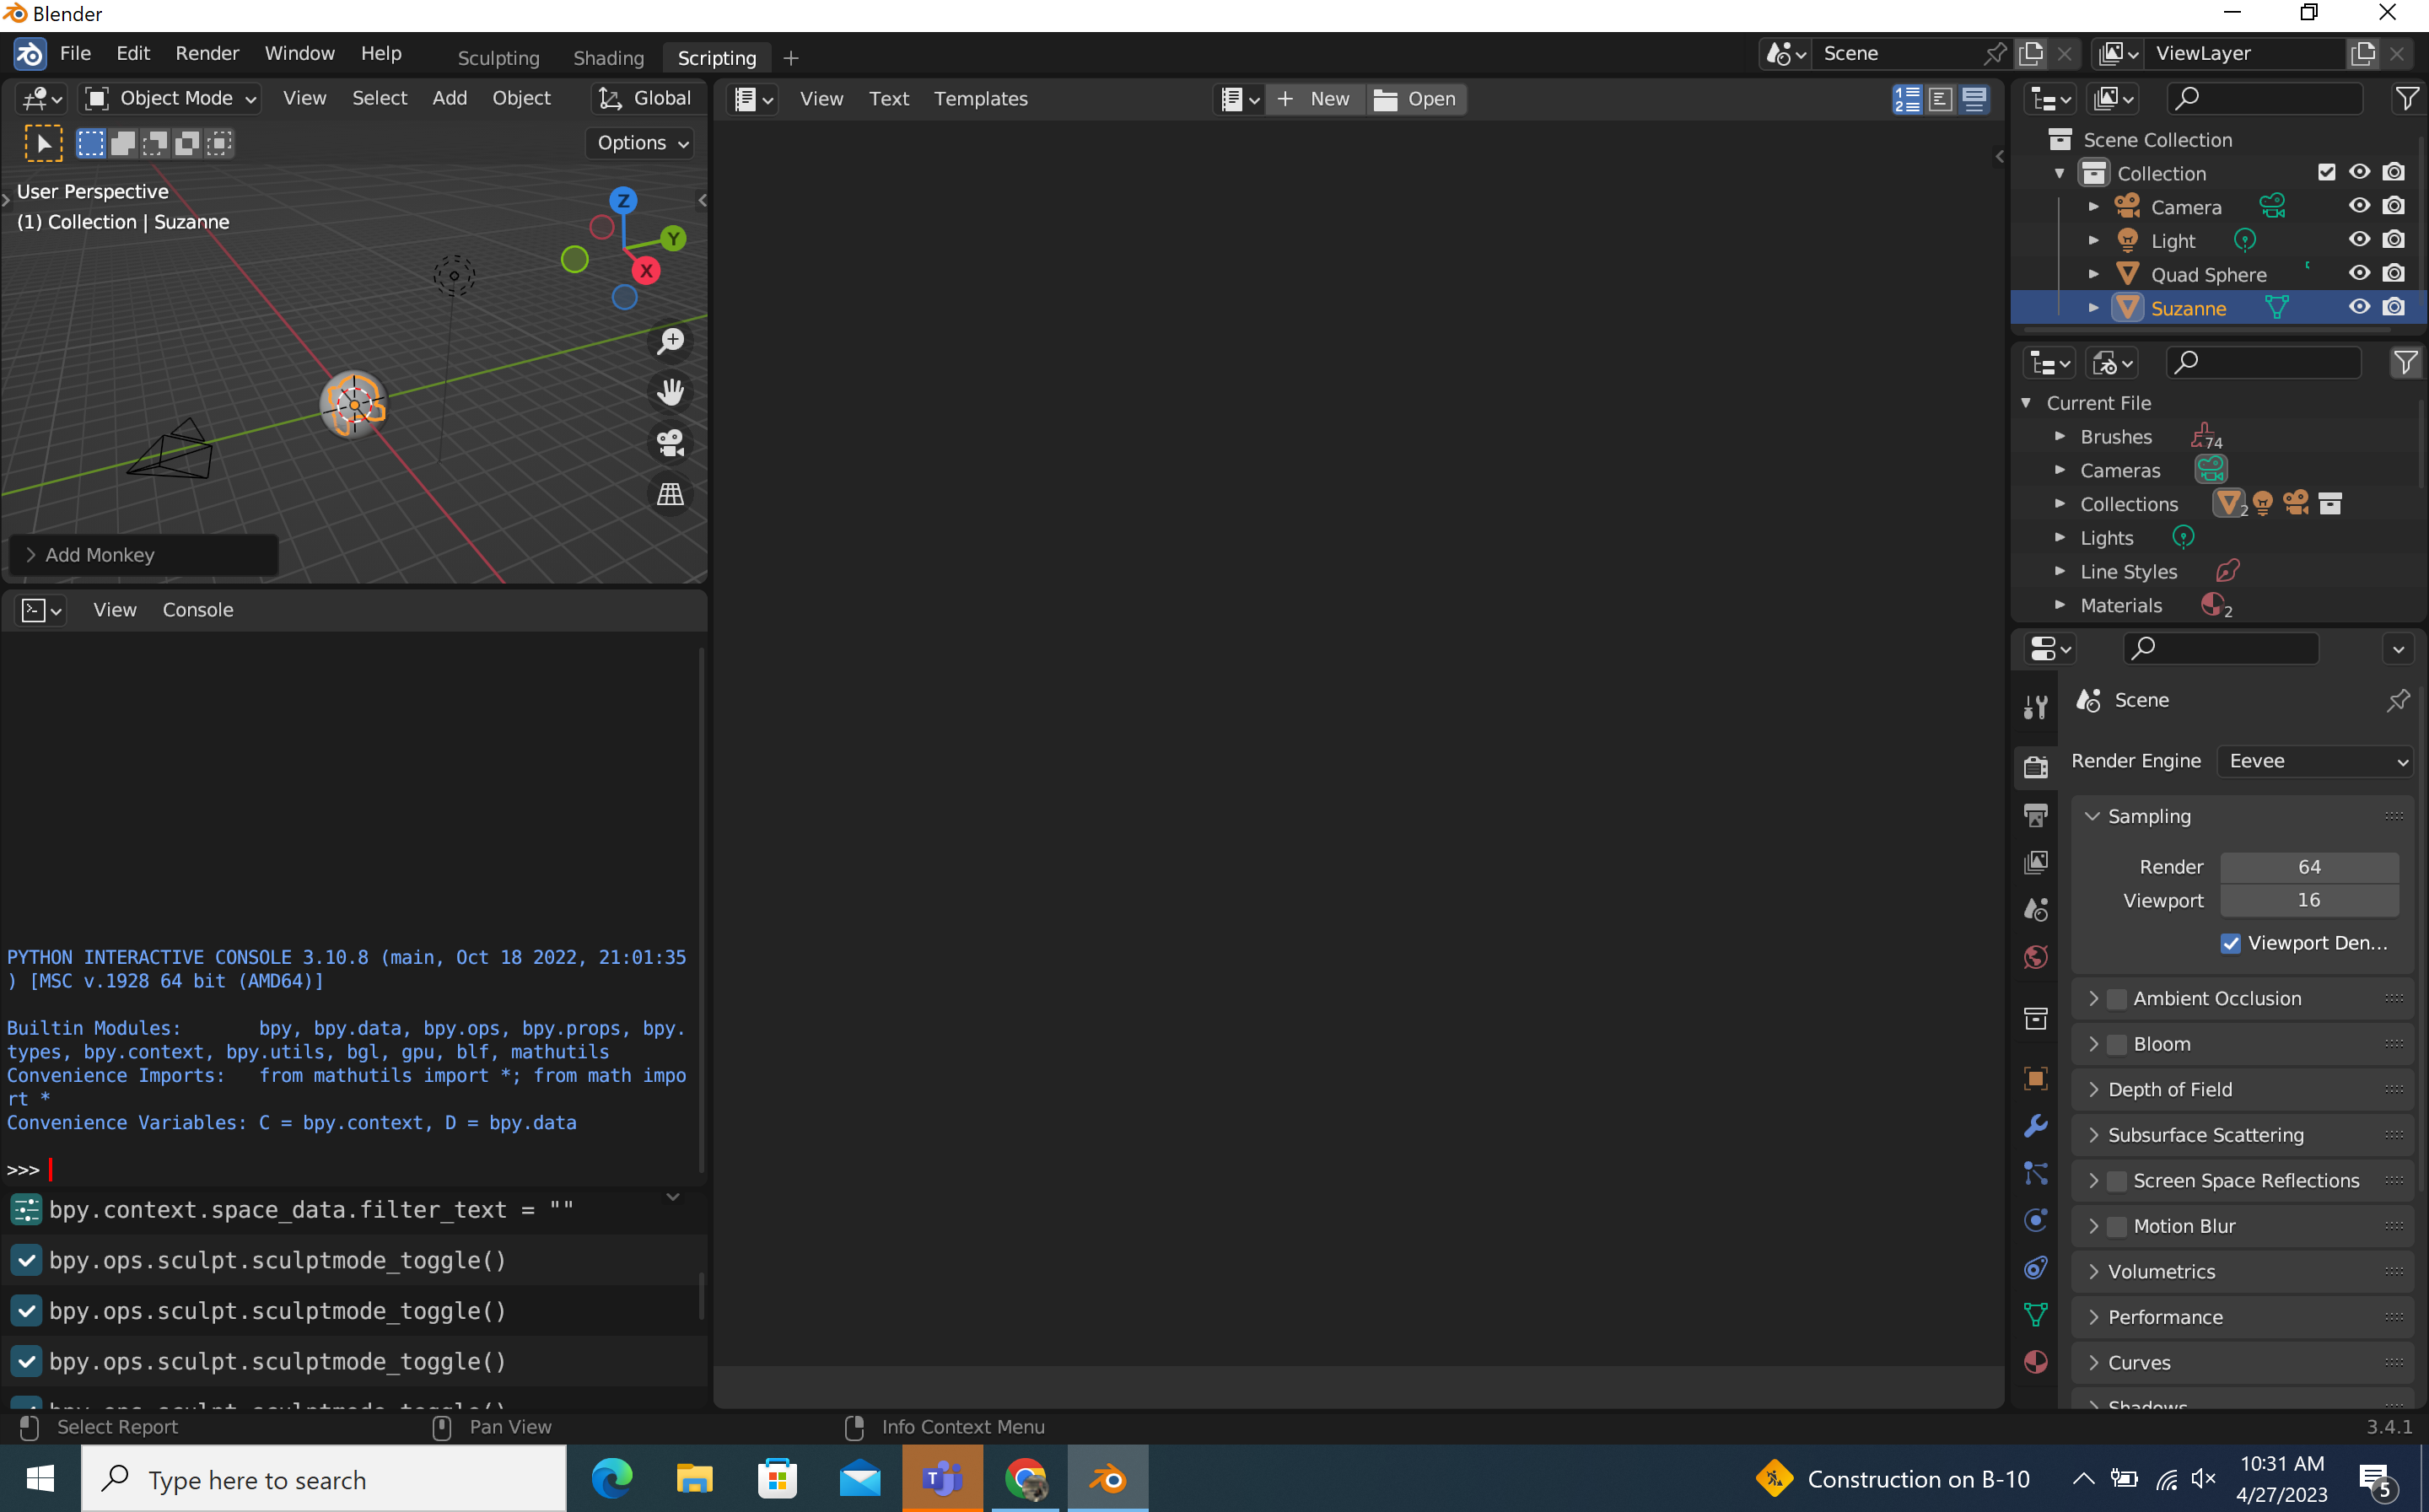 Blender
File Edit Render Window Help Sculpting Shading Scripting + Scene ViewLayer
Object Mode View Select Add Object Global
View Text Templates + New Open
Options
User Perspective
(1) Collection | Suzanne
Z
Y
X
> Add Monkey
View Console
PYTHON INTERACTIVE CONSOLE 3.10.8 (main, Oct 18 2022, 21:01:35
) [MSC v.1928 64 bit (AMD64)]
Builtin Modules: bpy, bpy.data, bpy.ops, bpy.props, bpy.
types, bpy.context, bpy.utils, bgl, gpu, blf, mathutils
Convenience Imports: from mathutils import *; from math impo
rt *
Convenience Variables: C = bpy.context, D = bpy.data
>>>
bpy.context.space_data.filter_text = ""
bpy.ops.sculpt.sculptmode_toggle()
bpy.ops.sculpt.sculptmode_toggle()
bpy.ops.sculpt.sculptmode_toggle()
Scene Collection
Collection
Camera
Light
Quad Sphere
Suzanne
Current File
Brushes 74
Cameras
Collections 2
Lights
Line Styles
Materials 2
Scene
Render Engine Eevee
Sampling
Render 64
Viewport 16
Viewport Den...
Ambient Occlusion
Bloom
Depth of Field
Subsurface Scattering
Screen Space Reflections
Motion Blur
Volumetrics
Performance
Curves
Shadows
Select Report Pan View Info Context Menu 3.4.1
Type here to search
Construction on B-10
10:31 AM
4/27/2023
5